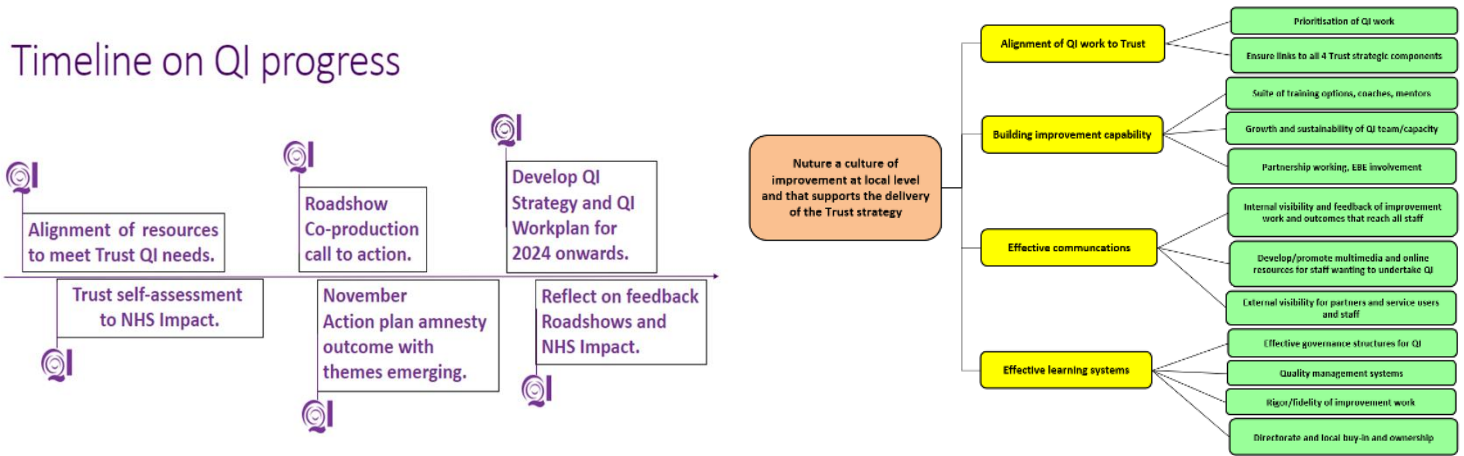 Timeline on QI progress
QI
QI
QI
Alignment of resources
to meet Trust QI needs.
Roadshow
Co-production
call to action.
Develop QI
Strategy and QI
Workplan for
2024 onwards.
Trust self-assessment
to NHS Impact.
November
Action plan amnesty
outcome with
themes emerging.
Reflect on feedback
Roadshows and
NHS Impact.
QI
QI
QI
Nuture a culture of
improvement at local level
and that supports the delivery
of the Trust strategy
Alignment of QI work to Trust
Prioritisation of QI work
Ensure links to all 4 Trust strategic components
Building improvement capability
Suite of training options, coaches, mentors
Growth and sustainability of QI team/capacity
Partnership working, EBE involvement
Effective communcations
Internal visibility and feedback of improvement
work and outcomes that reach all staff
Develop/promote multimedia and online
resources for staff wanting to undertake QI
External visibility for partners and service users
and staff
Effective learning systems
Effective governance structures for QI
Quality management systems
Rigor/fidelity of improvement work
Directorate and local buy-in and ownership